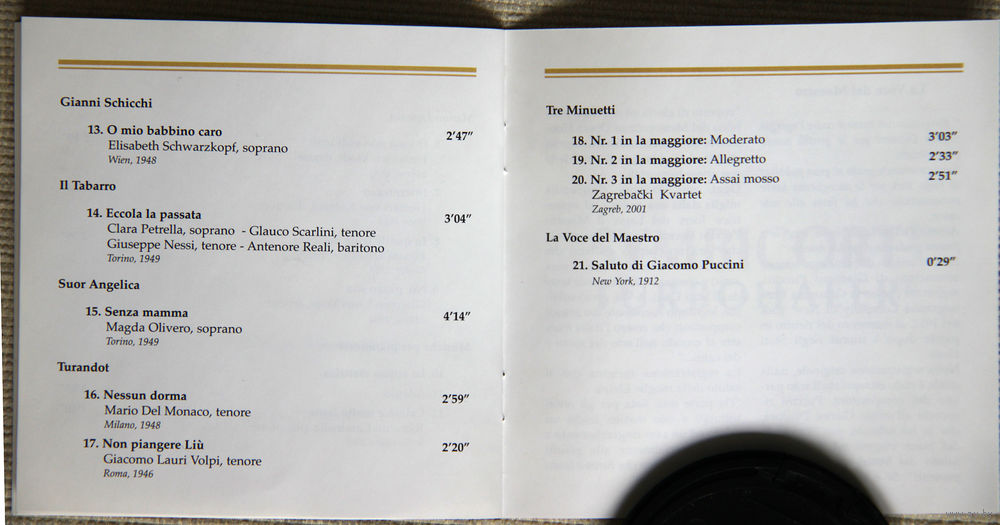 Gianni Schicchi
13. O mio babbino caro 2'47"
Elisabeth Schwarzkopf, soprano
Wien, 1948
Il Tabarro
14. Eccola la passata 3'04"
Clara Petrella, soprano - Glauco Scarlini, tenore
Giuseppe Nessi, tenore - Antenore Reali, baritono
Torino, 1949
Suor Angelica
15. Senza mamma 4'14"
Magda Olivero, soprano
Torino, 1949
Turandot
16. Nessun dorma 2'59"
Mario Del Monaco, tenore
Milano, 1948
17. Non piangere Liù 2'20"
Giacomo Lauri Volpi, tenore
Roma, 1946
Tre Minuetti
18. Nr. 1 in la maggiore: Moderato 3'03"
19. Nr. 2 in la maggiore: Allegretto 2'33"
20. Nr. 3 in la maggiore: Assai mosso 2'51"
Zagrebački Kvartet
Zagreb, 2001
La Voce del Maestro
21. Saluto di Giacomo Puccini 0'29"
New York, 1912